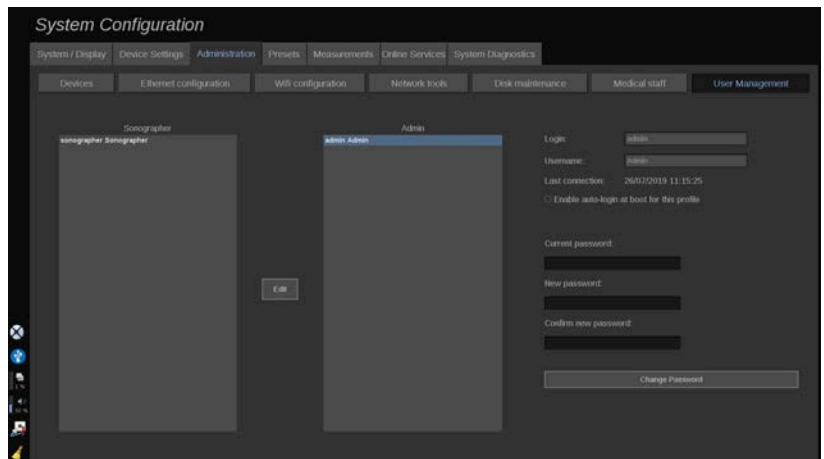 System Configuration
System / Display Device Settings Administration Presets Measurements Online Services System Diagnostics
Devices Ethernet configuration Wifi configuration Network tools Disk maintenance Medical staff User Management
Sonographer Admin
sonographer Sonographer admin Admin
Login: admin
Username: Admin
Last connection: 26/07/2019 11:15:25
Enable auto-login at boot for this profile
Current password:
Edit
New password:
Confirm new password:
Change Password